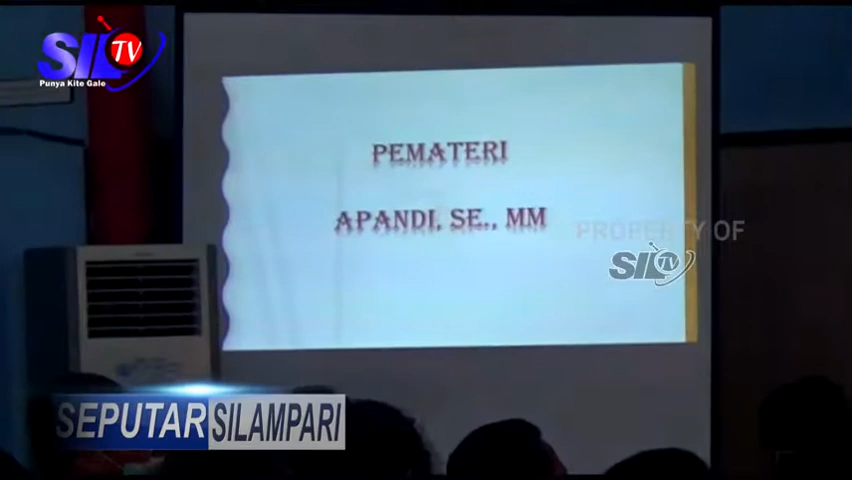 SIL TV
Punya Kite Gale
PEMATERI
APANDI, SE., MM
PROPERTY OF
SIL TV
SEPUTAR SILAMPARI